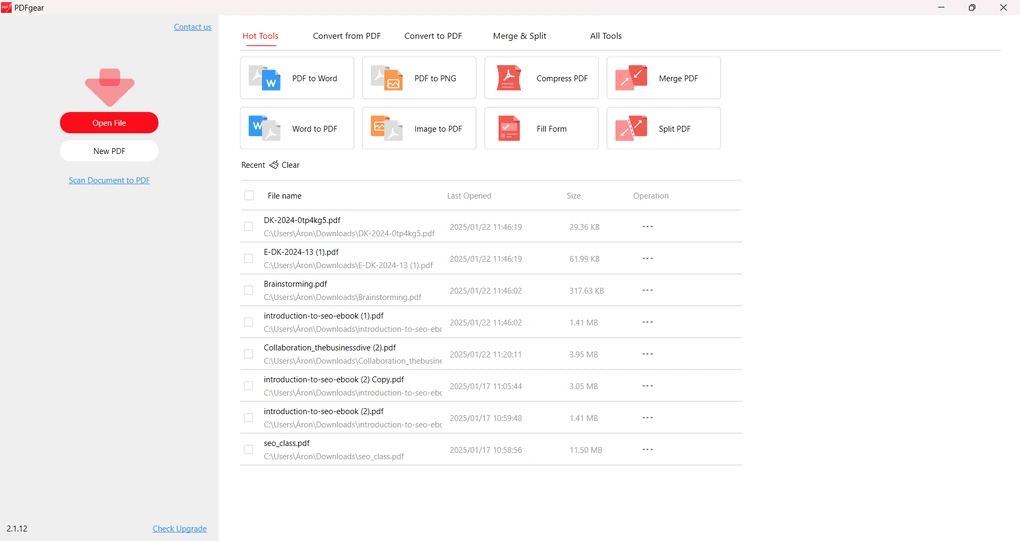 PDFgear
Contact us
Open File
New PDF
Scan Document to PDF
2.1.12
Check Upgrade
Hot Tools Convert from PDF Convert to PDF Merge & Split All Tools
PDF to Word PDF to PNG Compress PDF Merge PDF
Word to PDF Image to PDF Fill Form Split PDF
Recent Clear
File name Last Opened Size Operation
DK-2024-0tp4kg5.pdf
C:\Users\Áron\Downloads\DK-2024-0tp4kg5.pdf 2025/01/22 11:46:19 29.36 KB
E-DK-2024-13 (1).pdf
C:\Users\Áron\Downloads\E-DK-2024-13 (1).pdf 2025/01/22 11:46:19 61.99 KB
Brainstorming.pdf
C:\Users\Áron\Downloads\Brainstorming.pdf 2025/01/22 11:46:02 317.63 KB
introduction-to-seo-ebook (1).pdf
C:\Users\Áron\Downloads\introduction-to-seo-ebo 2025/01/22 11:46:02 1.41 MB
Collaboration_thebusinessdive (2).pdf
C:\Users\Áron\Downloads\Collaboration_thebusine 2025/01/22 11:20:11 3.95 MB
introduction-to-seo-ebook (2) Copy.pdf
C:\Users\Áron\Downloads\introduction-to-seo-ebo 2025/01/17 11:05:44 3.05 MB
introduction-to-seo-ebook (2).pdf
C:\Users\Áron\Downloads\introduction-to-seo-ebo 2025/01/17 10:59:48 1.41 MB
seo_class.pdf
C:\Users\Áron\Downloads\seo_class.pdf 2025/01/17 10:58:56 11.50 MB